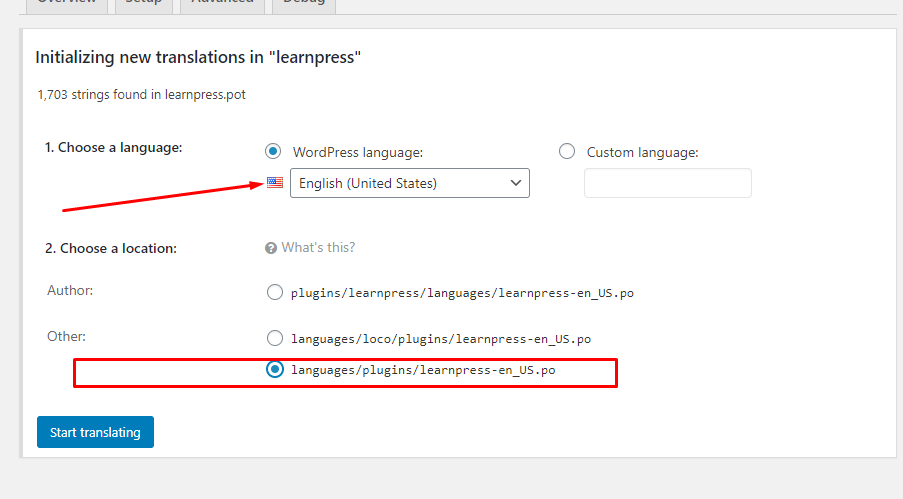 Overview Setup Advanced Debug
Initializing new translations in "learnpress"
1,703 strings found in learnpress.pot
1. Choose a language:
WordPress language:
Custom language:
English (United States)
2. Choose a location:
What's this?
Author:
plugins/learnpress/languages/learnpress-en_US.po
Other:
languages/loco/plugins/learnpress-en_US.po
languages/plugins/learnpress-en_US.po
Start translating